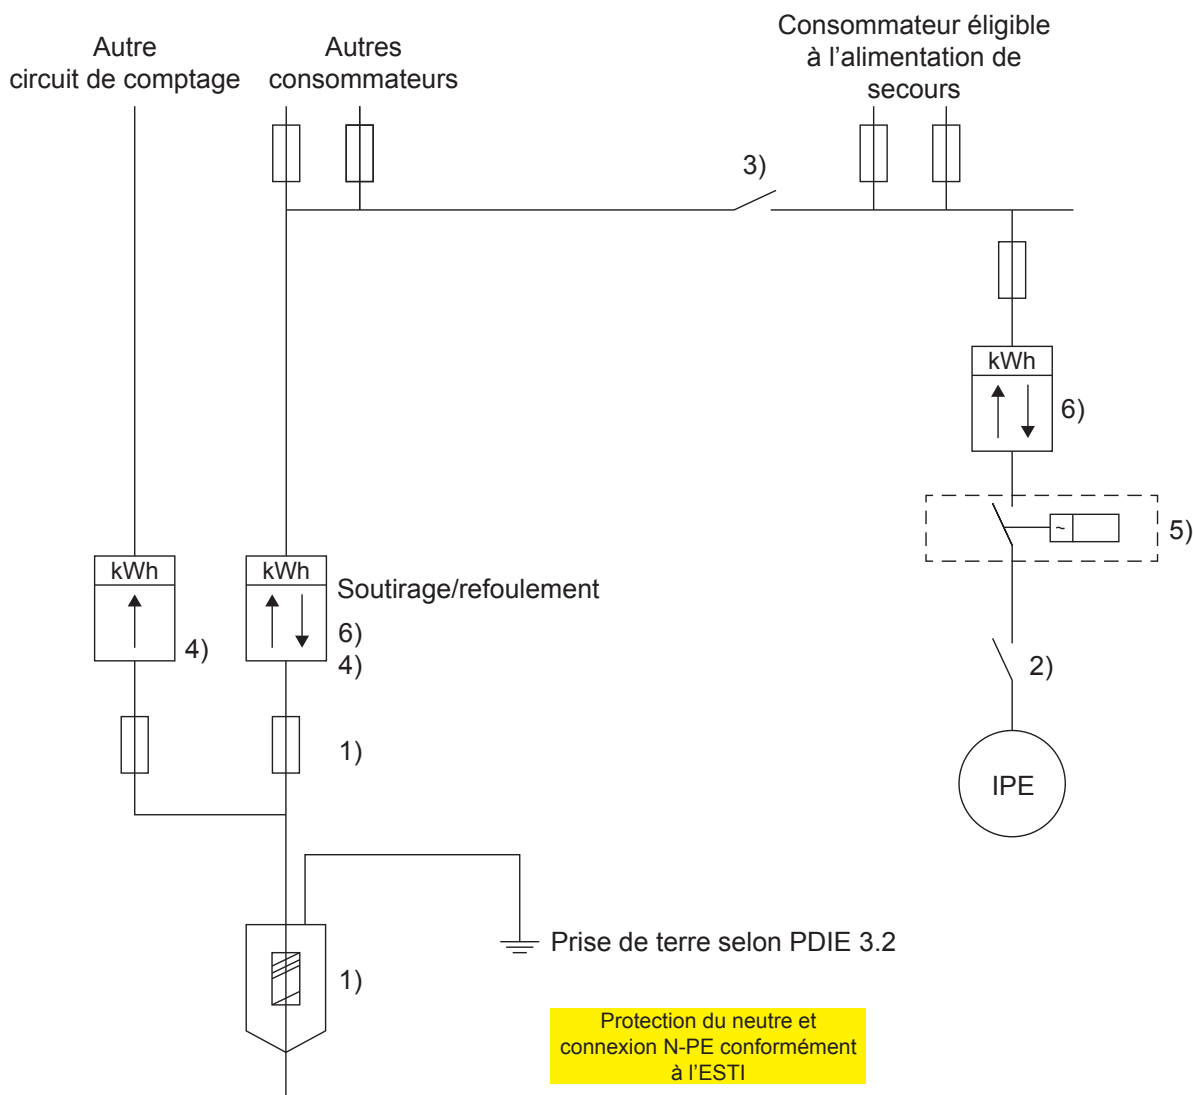 Autre
circuit de comptage
Autres
consommateurs
Consommateur éligible
à l’alimentation de
secours
3)
kWh
6)
~
5)
kWh
4)
kWh
Soutirage/refoulement
6)
4)
2)
1)
IPE
Prise de terre selon PDIE 3.2
1)
Protection du neutre et
connexion N-PE conformément
à l’ESTI